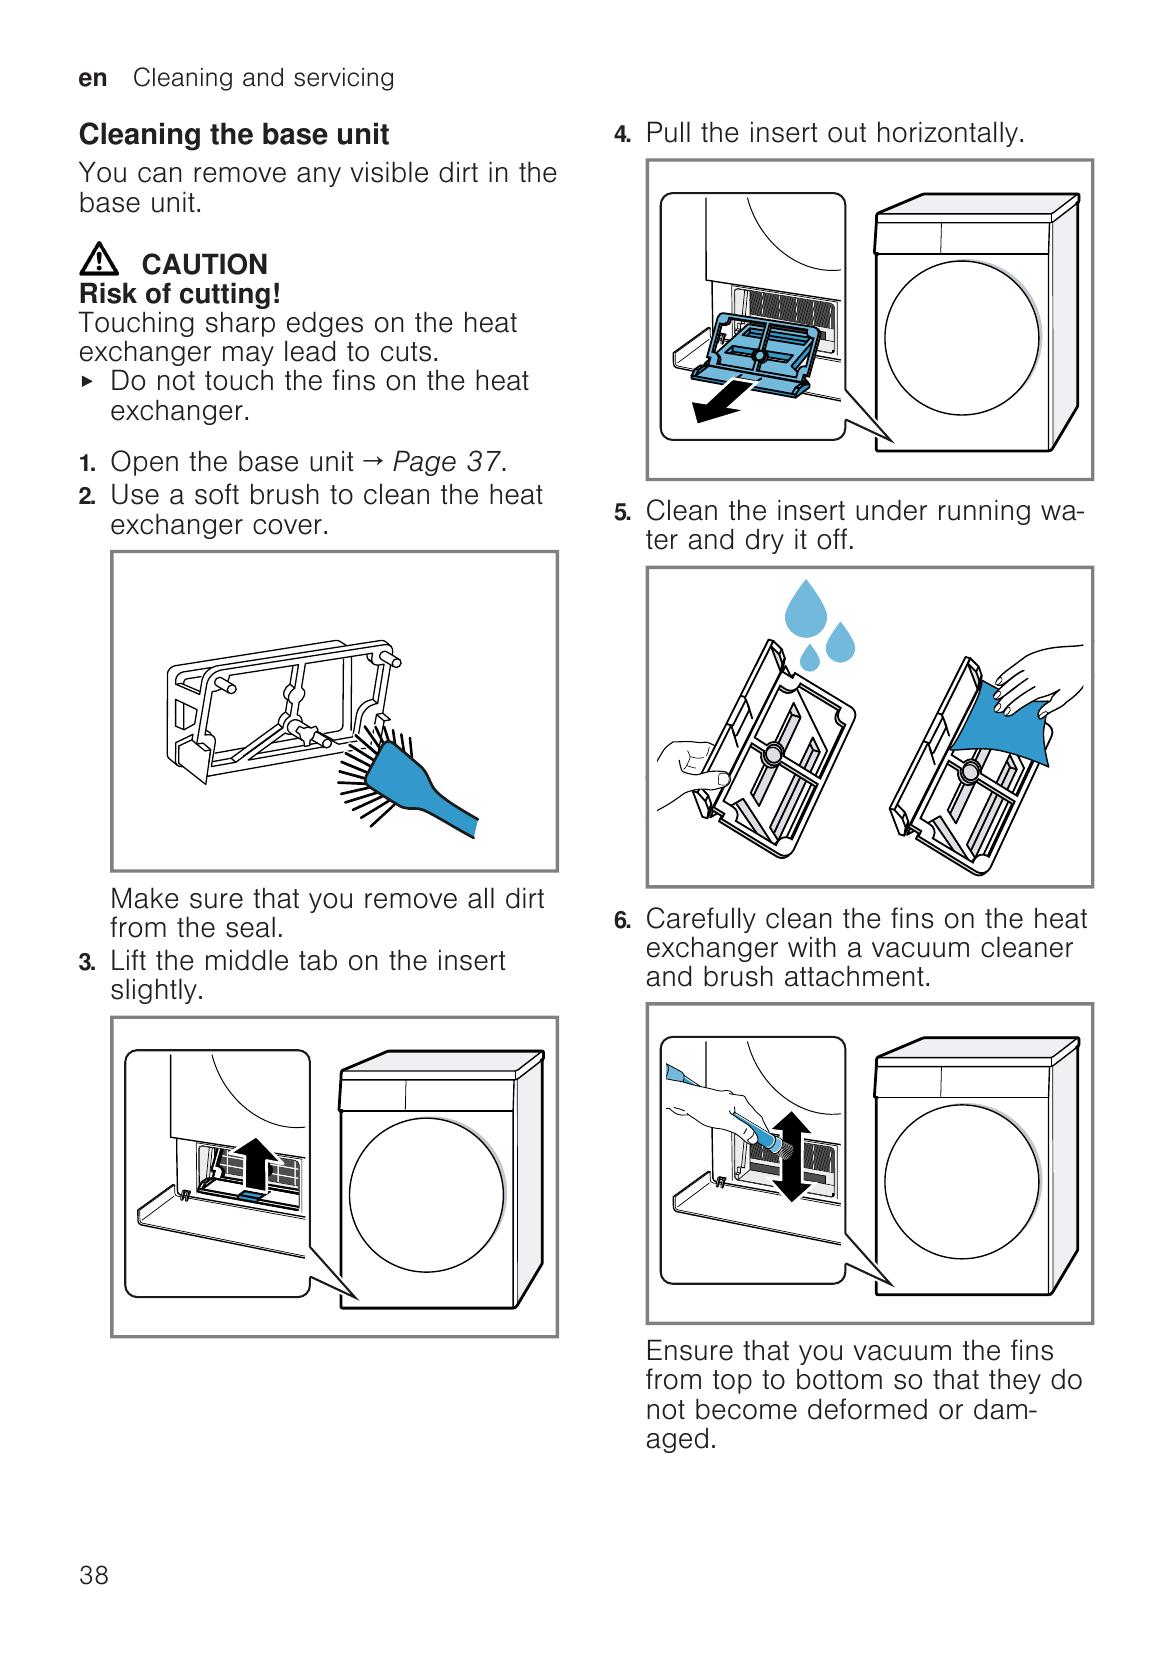 en Cleaning and servicing
Cleaning the base unit
You can remove any visible dirt in the
base unit.
CAUTION
Risk of cutting!
Touching sharp edges on the heat
exchanger may lead to cuts.
▶ Do not touch the fins on the heat
exchanger.
1. Open the base unit → Page 37.
2. Use a soft brush to clean the heat
exchanger cover.
Make sure that you remove all dirt
from the seal.
3. Lift the middle tab on the insert
slightly.
4. Pull the insert out horizontally.
5. Clean the insert under running wa-
ter and dry it off.
6. Carefully clean the fins on the heat
exchanger with a vacuum cleaner
and brush attachment.
Ensure that you vacuum the fins
from top to bottom so that they do
not become deformed or dam-
aged.
38